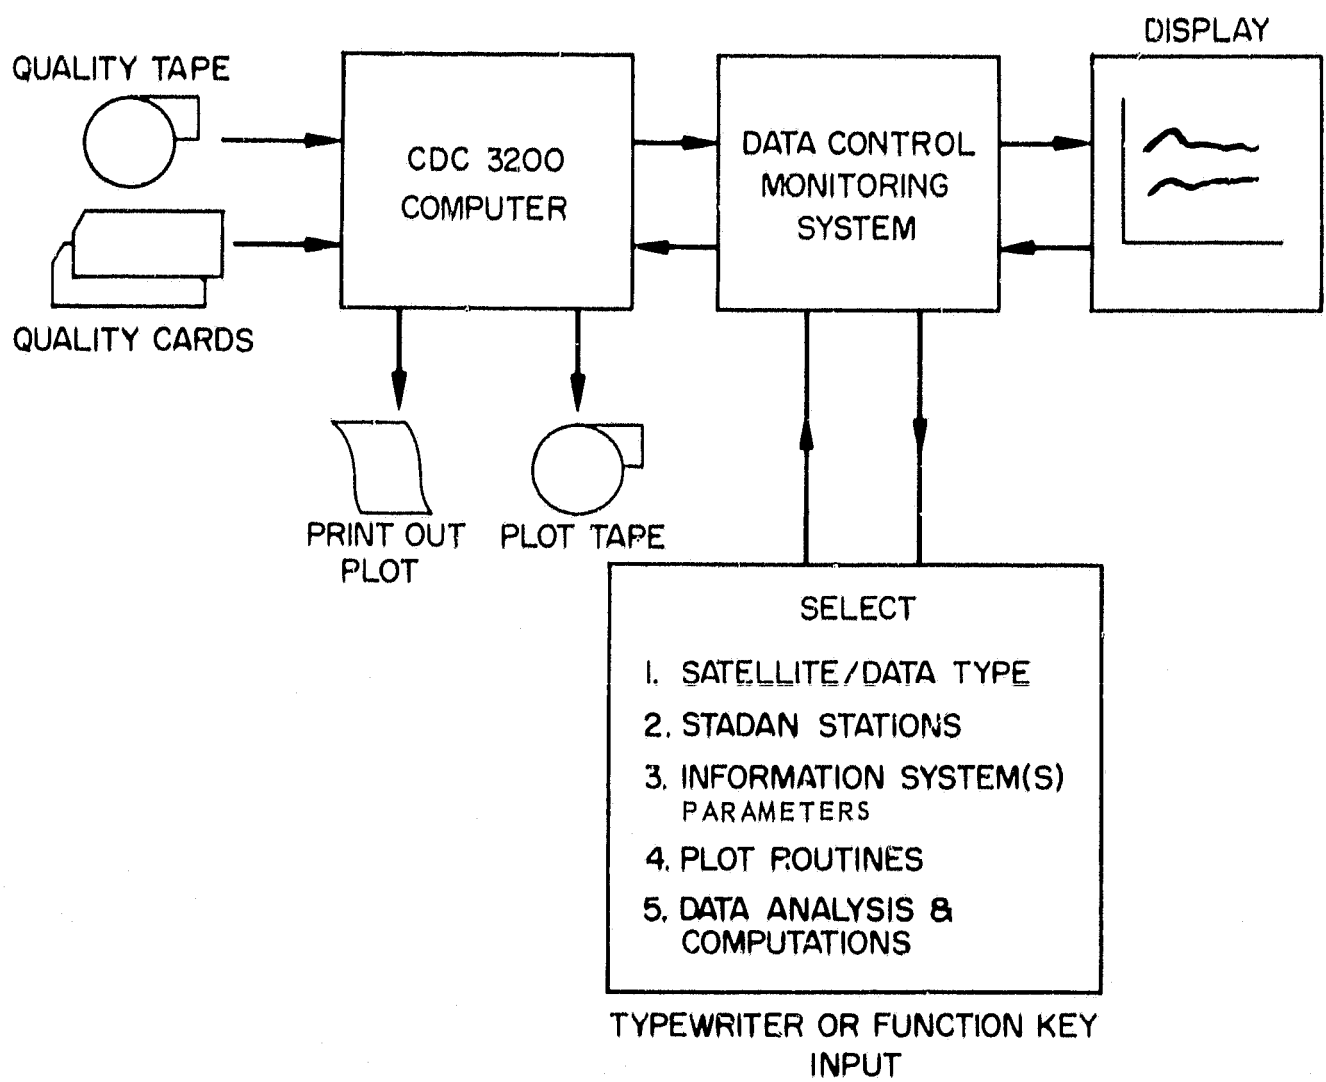 DISPLAY
QUALITY TAPE
CDC 3200
COMPUTER
DATA CONTROL
MONITORING
SYSTEM
QUALITY CARDS
PRINT OUT
PLOT
PLOT TAPE
SELECT
1. SATELLITE/DATA TYPE
2. STADAN STATIONS
3. INFORMATION SYSTEM(S)
PARAMETERS
4. PLOT ROUTINES
5. DATA ANALYSIS &
COMPUTATIONS
TYPEWRITER OR FUNCTION KEY
INPUT